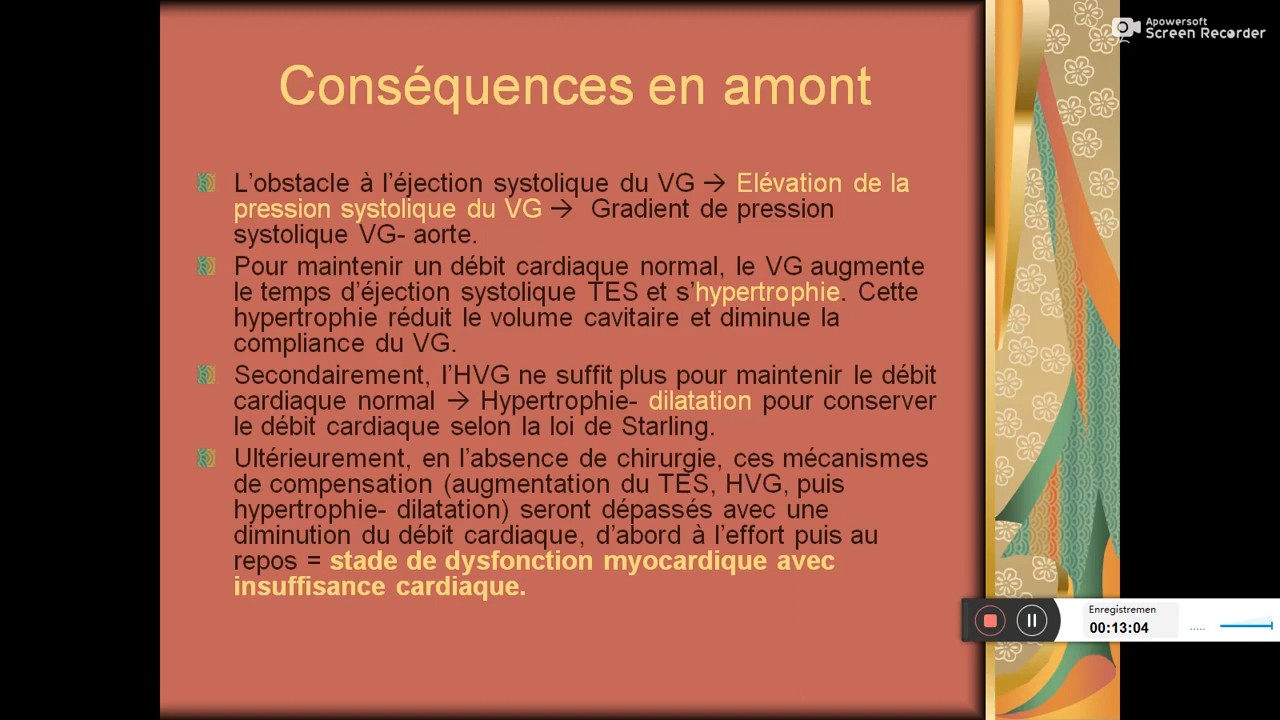 Apowersoft
Screen Recorder
Conséquences en amont
L’obstacle à l’éjection systolique du VG → Elévation de la
pression systolique du VG → Gradient de pression
systolique VG- aorte.
Pour maintenir un débit cardiaque normal, le VG augmente
le temps d’éjection systolique TES et s’hypertrophie. Cette
hypertrophie réduit le volume cavitaire et diminue la
compliance du VG.
Secondairement, l’HVG ne suffit plus pour maintenir le débit
cardiaque normal → Hypertrophie- dilatation pour conserver
le débit cardiaque selon la loi de Starling.
Ultérieurement, en l’absence de chirurgie, ces mécanismes
de compensation (augmentation du TES, HVG, puis
hypertrophie- dilatation) seront dépassés avec une
diminution du débit cardiaque, d’abord à l’effort puis au
repos = stade de dysfonction myocardique avec
insuffisance cardiaque.
Enregistremen
00:13:04